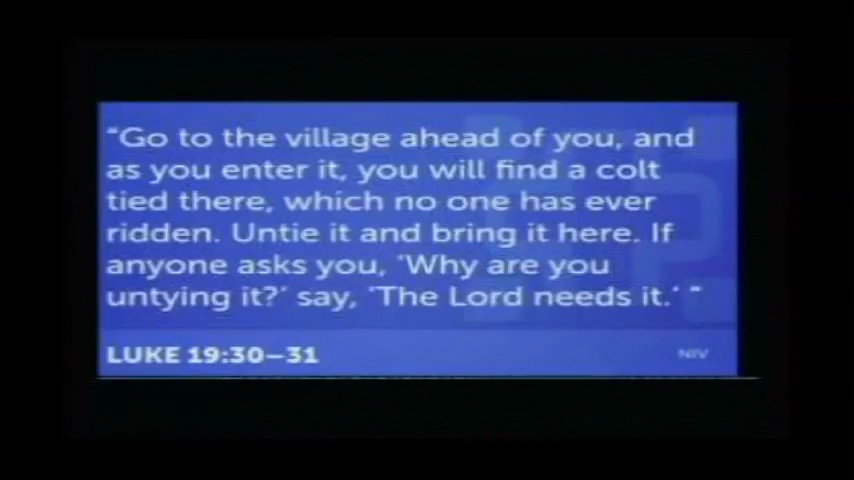 “Go to the village ahead of you, and
as you enter it, you will find a colt
tied there, which no one has ever
ridden. Untie it and bring it here. If
anyone asks you, ‘Why are you
untying it?’ say, ‘The Lord needs it.’ ”
LUKE 19:30–31
NIV